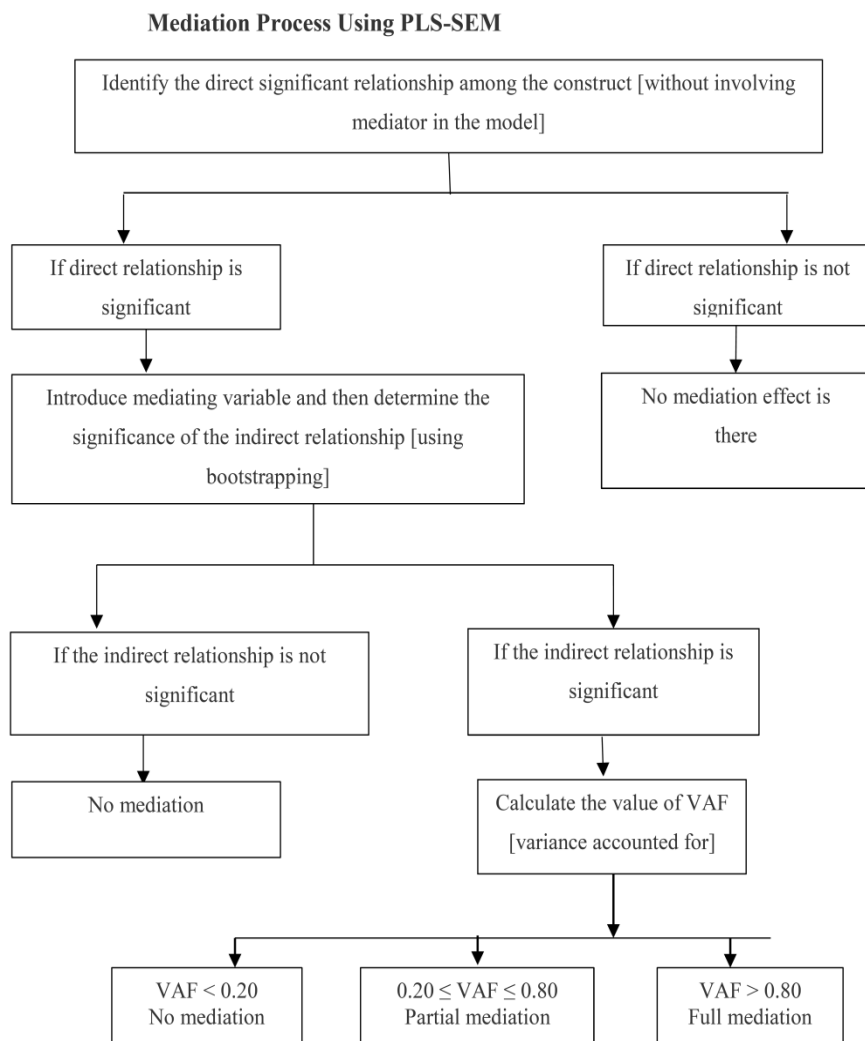 Mediation Process Using PLS-SEM
Identify the direct significant relationship among the construct [without involving
mediator in the model]
If direct relationship is
significant
If direct relationship is not
significant
Introduce mediating variable and then determine the
significance of the indirect relationship [using
bootstrapping]
No mediation effect is
there
If the indirect relationship is not
significant
If the indirect relationship is
significant
No mediation
Calculate the value of VAF
[variance accounted for]
VAF < 0.20
No mediation
0.20 ≤ VAF ≤ 0.80
Partial mediation
VAF > 0.80
Full mediation